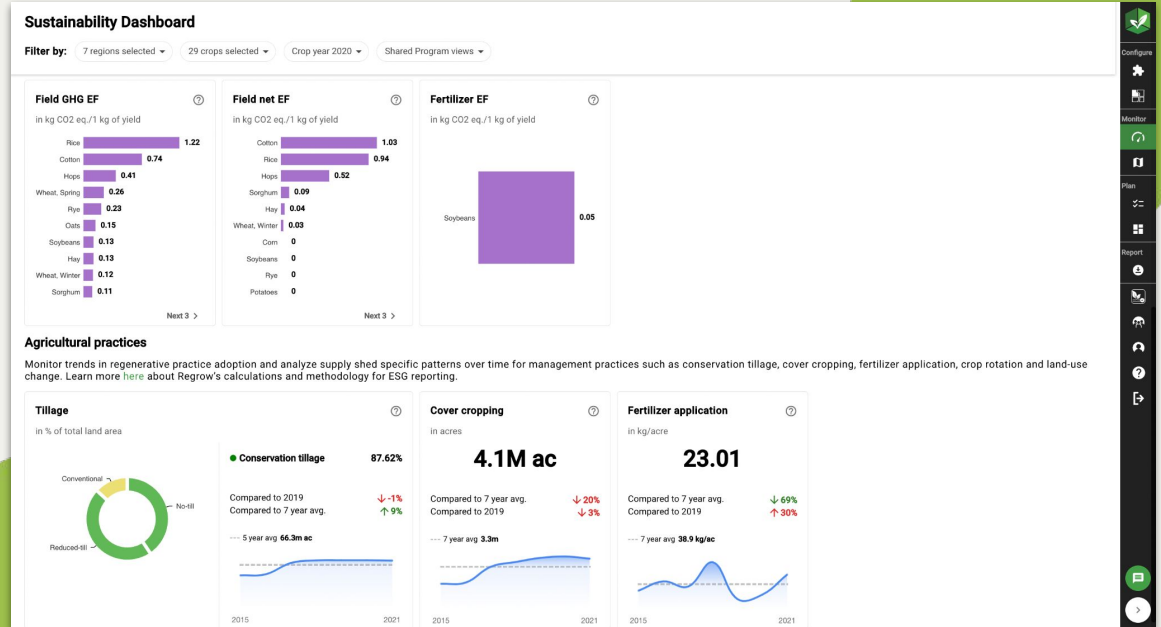 Sustainability Dashboard
Filter by: 7 regions selected 29 crops selected Crop year 2020 Shared Program views
Configure
Monitor
Plan
Report
Field GHG EF
in kg CO2 eq./1 kg of yield
Rice 1.22
Cotton 0.74
Hops 0.41
Wheat, Spring 0.26
Rye 0.23
Oats 0.15
Soybeans 0.13
Hay 0.13
Wheat, Winter 0.12
Sorghum 0.11
Next 3 >
Field net EF
in kg CO2 eq./1 kg of yield
Cotton 1.03
Rice 0.94
Hops 0.52
Sorghum 0.09
Hay 0.04
Wheat, Winter 0.03
Corn 0
Soybeans 0
Rye 0
Potatoes 0
Next 3 >
Fertilizer EF
in kg CO2 eq./1 kg of yield
Soybeans 0.05
Agricultural practices
Monitor trends in regenerative practice adoption and analyze supply shed specific patterns over time for management practices such as conservation tillage, cover cropping, fertilizer application, crop rotation and land-use
change. Learn more here about Regrow's calculations and methodology for ESG reporting.
Tillage
in % of total land area
Conventional
No-till
Reduced-till
Conservation tillage 87.62%
Compared to 2019 ↓ -1%
Compared to 7 year avg. ↑ 9%
--- 5 year avg 66.3m ac
2015 2021
Cover cropping
in acres
4.1M ac
Compared to 7 year avg. ↓ 20%
Compared to 2019 ↓ 3%
--- 7 year avg 3.3m
2015 2021
Fertilizer application
in kg/acre
23.01
Compared to 7 year avg. ↓ 69%
Compared to 2019 ↑ 30%
--- 7 year avg 38.9 kg/ac
2015 2021